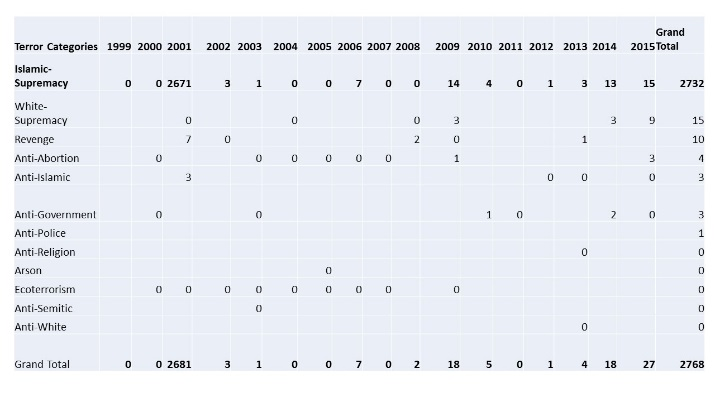 Grand
Terror Categories 1999 2000 2001 2002 2003 2004 2005 2006 2007 2008 2009 2010 2011 2012 2013 2014 2015 Total
Islamic-
Supremacy 0 0 2671 3 1 0 0 7 0 0 14 4 0 1 3 13 15 2732
White-
Supremacy 0 0 0 3 3 9 15
Revenge 7 0 2 0 1 10
Anti-Abortion 0 0 0 0 0 0 1 3 4
Anti-Islamic 3 0 0 0 3
Anti-Government 0 0 1 0 2 0 3
Anti-Police 1
Anti-Religion 0 0
Arson 0 0
Ecoterrorism 0 0 0 0 0 0 0 0 0 0
Anti-Semitic 0 0
Anti-White 0 0
Grand Total 0 0 2681 3 1 0 0 7 0 2 18 5 0 1 4 18 27 2768